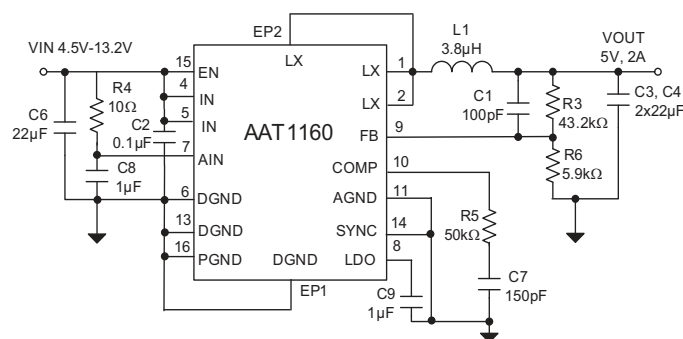 EP2
VIN 4.5V-13.2V
L1
3.8µH
VOUT
5V, 2A
15
EN
LX
1
LX
R4
10Ω
4
IN
2
LX
C6
22µF
C2
0.1µF
5
IN
AAT1160
C1
100pF
R3
43.2kΩ
C3, C4
2x22µF
7
AIN
FB
9
C8
1µF
COMP
10
R6
5.9kΩ
6
DGND
AGND
11
13
DGND
SYNC
14
R5
50kΩ
16
PGND
DGND
LDO
8
EP1
C9
1µF
C7
150pF